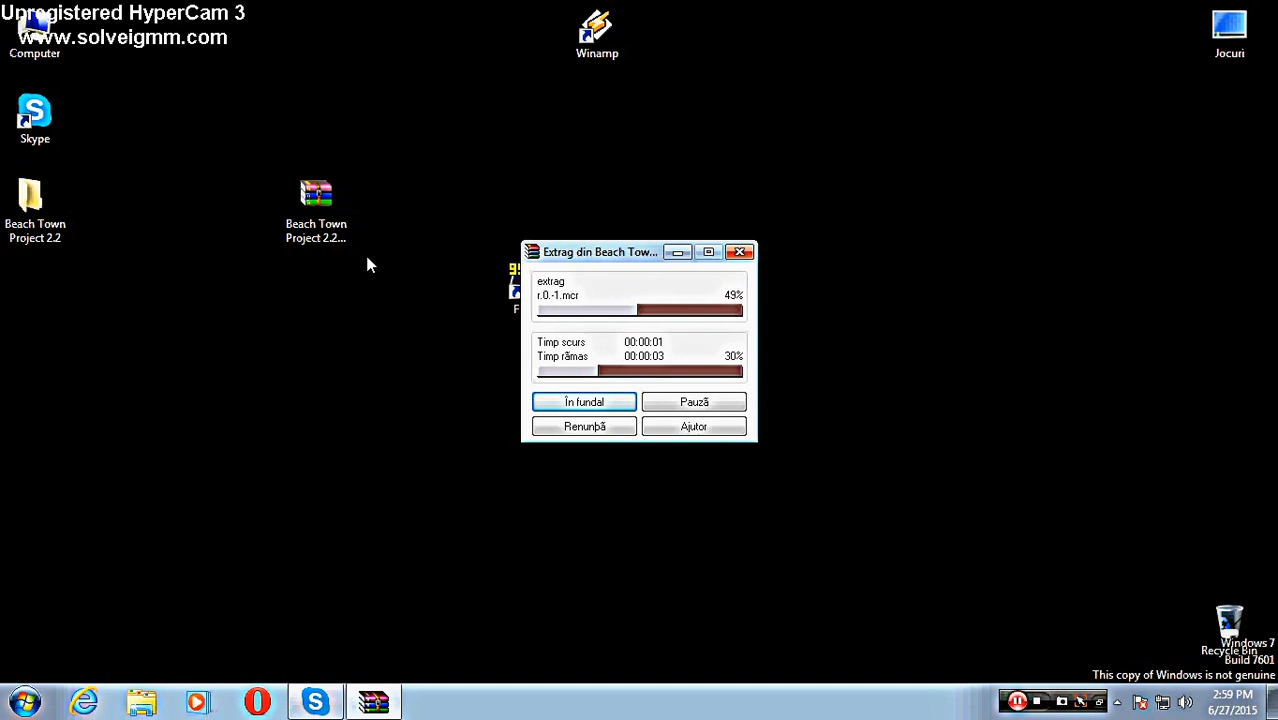 Unregistered HyperCam 3
www.solveigmm.com
Computer
Winamp
Jocuri
Skype
Beach Town
Project 2.2
Beach Town
Project 2.2...
Extrag din Beach Tow...
extrag
r.0.-1.mcr
49%
Timp scurs 00:00:01
Timp rãmas 00:00:03 30%
În fundal
Pauzã
Renunþã
Ajutor
F
Recycle Bin
Windows 7
Build 7601
This copy of Windows is not genuine
2:59 PM
6/27/2015